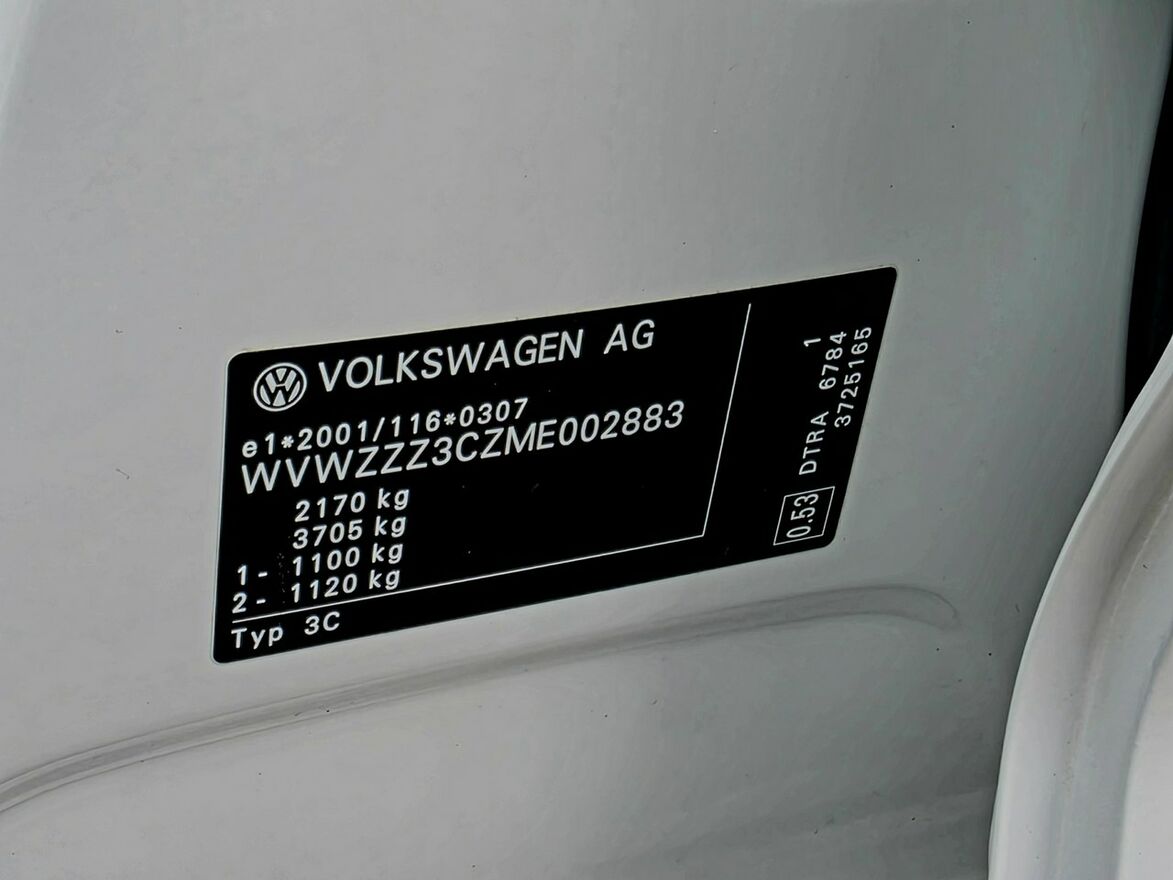 VOLKSWAGEN AG
e1*2001/116*0307
WVWZZZ3CZME002883
2170 kg
3705 kg
1- 1100 kg
2- 1120 kg
Typ 3C
1
DTRA 6784
3725165
0.53